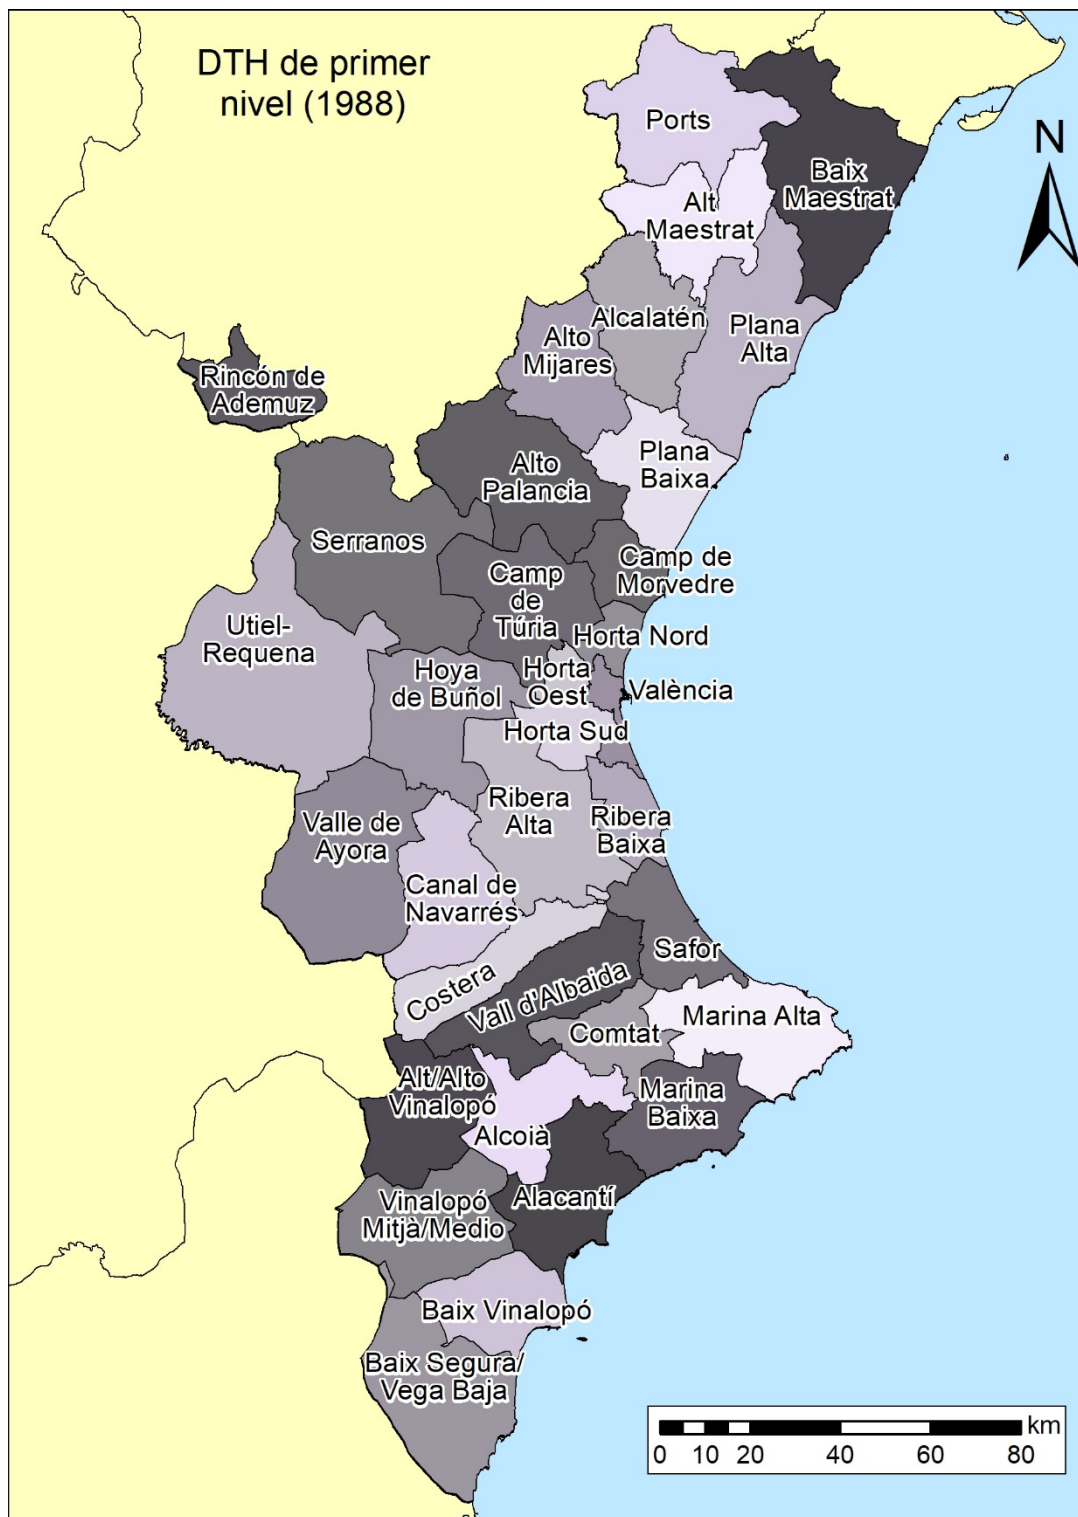 DTH de primer
nivel (1988)
N
Ports
Baix
Maestrat
Alt
Maestrat
Alcalatén
Plana
Alta
Alto
Mijares
Rincón de
Ademuz
Plana
Baixa
Alto
Palancia
Serranos
Camp de
Morvedre
Camp
de
Túria
Utiel-
Requena
Horta Nord
Hoya
de Buñol
Horta
Oest
València
Horta Sud
Ribera
Alta
Ribera
Baixa
Valle de
Ayora
Canal de
Navarrés
Safor
Costera
Vall d'Albaida
Marina Alta
Comtat
Alt/Alto
Vinalopó
Marina
Baixa
Alcoià
Alacantí
Vinalopó
Mitjà/Medio
Baix Vinalopó
Baix Segura/
Vega Baja
km
0 10 20 40 60 80